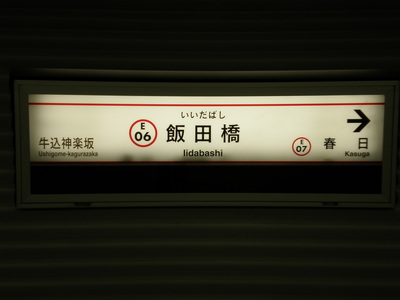 牛込神楽坂
Ushigome-kagurazaka
E
06
いいだばし
飯田橋
Iidabashi
E
07
春日
Kasuga